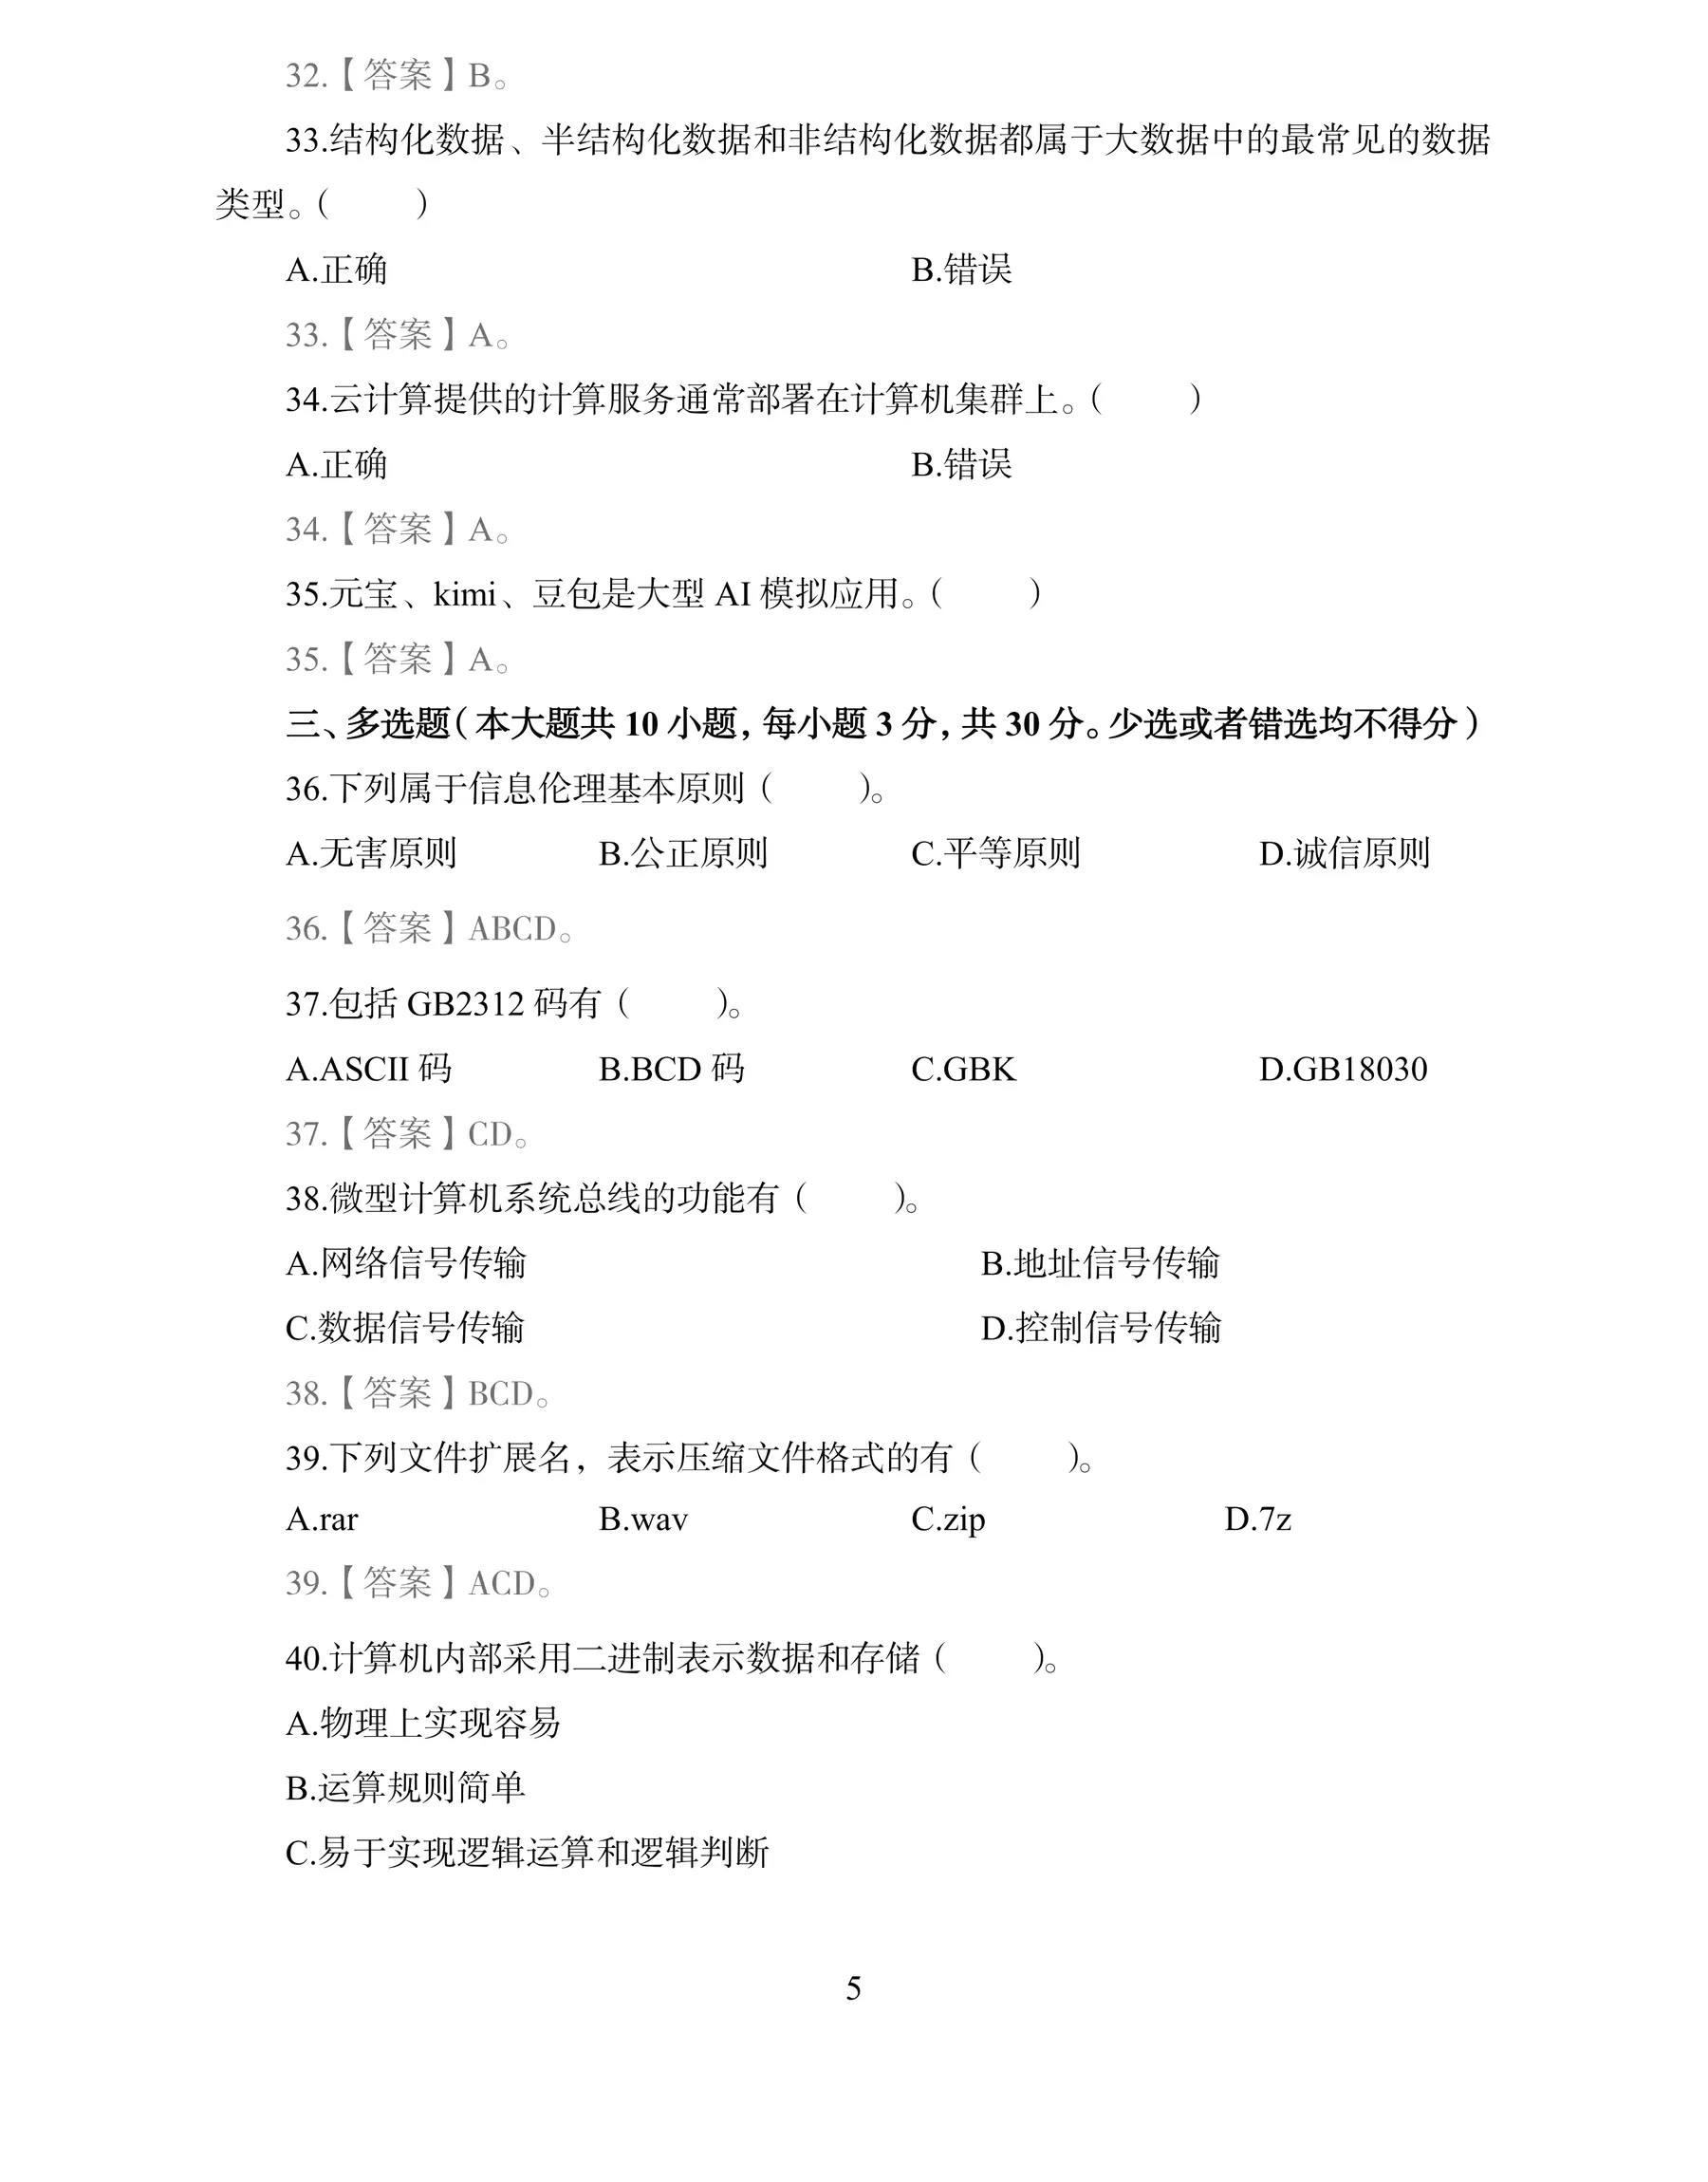 32.【答案】B。
33.结构化数据、半结构化数据和非结构化数据都属于大数据中的最常见的数据
类型。（　　）
A.正确　　B.错误
33.【答案】A。
34.云计算提供的计算服务通常部署在计算机集群上。（　　）
A.正确　　B.错误
34.【答案】A。
35.元宝、kimi、豆包是大型 AI 模拟应用。（　　）
35.【答案】A。
三、多选题（本大题共 10 小题，每小题 3 分，共 30 分。少选或者错选均不得分）
36.下列属于信息伦理基本原则（　　）。
A.无害原则　　B.公正原则　　C.平等原则　　D.诚信原则
36.【答案】ABCD。
37.包括 GB2312 码有（　　）。
A.ASCII 码　　B.BCD 码　　C.GBK　　D.GB18030
37.【答案】CD。
38.微型计算机系统总线的功能有（　　）。
A.网络信号传输　　B.地址信号传输
C.数据信号传输　　D.控制信号传输
38.【答案】BCD。
39.下列文件扩展名，表示压缩文件格式的有（　　）。
A.rar　　B.wav　　C.zip　　D.7z
39.【答案】ACD。
40.计算机内部采用二进制表示数据和存储（　　）。
A.物理上实现容易
B.运算规则简单
C.易于实现逻辑运算和逻辑判断
5